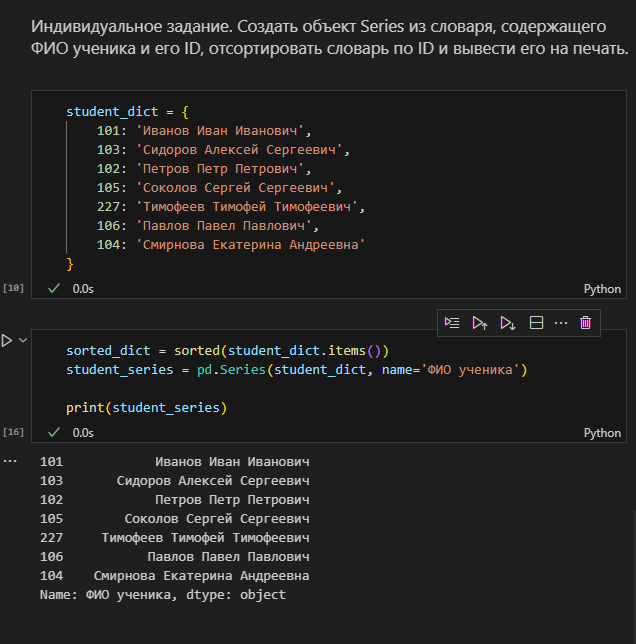 Индивидуальное задание. Создать объект Series из словаря, содержащего
ФИО ученика и его ID, отсортировать словарь по ID и вывести его на печать.
student_dict = {
    101: 'Иванов Иван Иванович',
    103: 'Сидоров Алексей Сергеевич',
    102: 'Петров Петр Петрович',
    105: 'Соколов Сергей Сергеевич',
    227: 'Тимофеев Тимофей Тимофеевич',
    106: 'Павлов Павел Павлович',
    104: 'Смирнова Екатерина Андреевна'
}
[10] 0.0s Python
sorted_dict = sorted(student_dict.items())
student_series = pd.Series(student_dict, name='ФИО ученика')
print(student_series)
[16] 0.0s Python
101            Иванов Иван Иванович
103       Сидоров Алексей Сергеевич
102            Петров Петр Петрович
105        Соколов Сергей Сергеевич
227     Тимофеев Тимофей Тимофеевич
106           Павлов Павел Павлович
104    Смирнова Екатерина Андреевна
Name: ФИО ученика, dtype: object